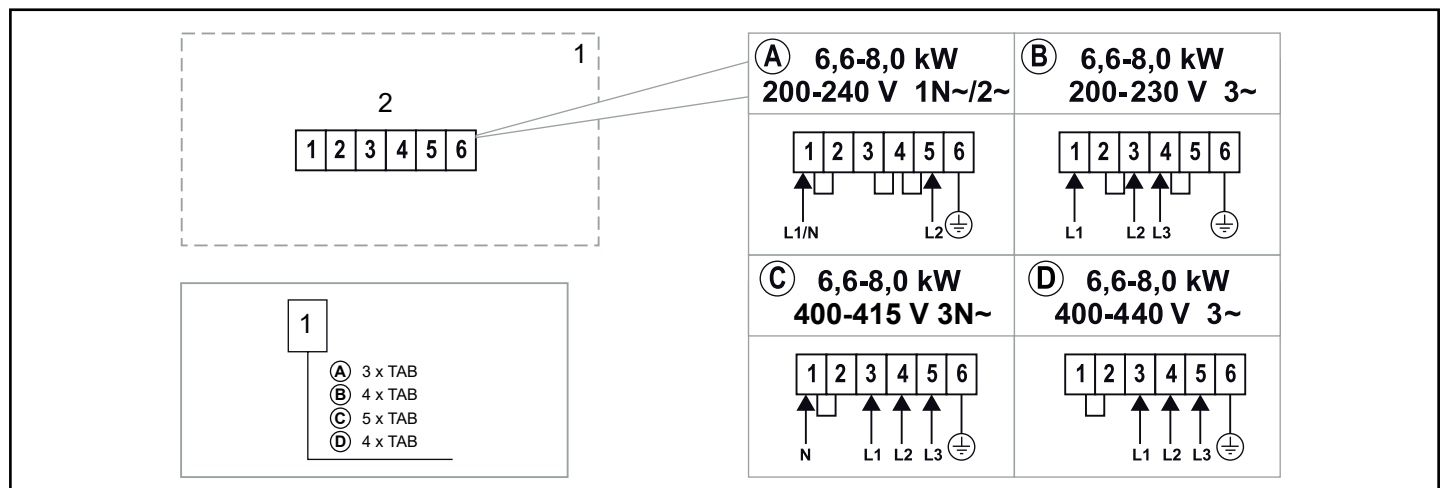 1
2
1 2 3 4 5 6
1
A 3 x TAB
B 4 x TAB
C 5 x TAB
D 4 x TAB
A 6,6-8,0 kW
200-240 V 1N~/2~
1 2 3 4 5 6
L1/N L2
B 6,6-8,0 kW
200-230 V 3~
1 2 3 4 5 6
L1 L2 L3
C 6,6-8,0 kW
400-415 V 3N~
1 2 3 4 5 6
N L1 L2 L3
D 6,6-8,0 kW
400-440 V 3~
1 2 3 4 5 6
L1 L2 L3